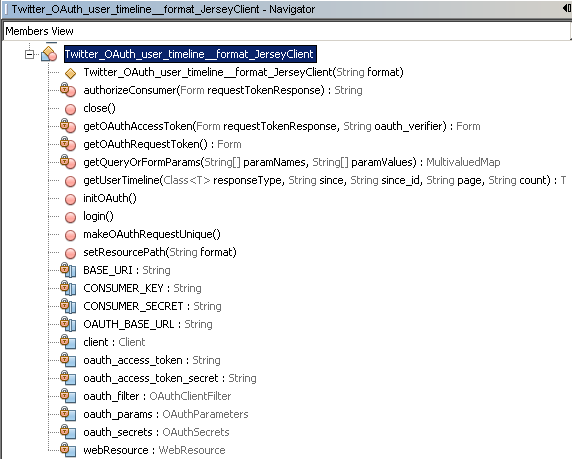 Twitter_OAuth_user_timeline__format_JerseyClient - Navigator
Members View
Twitter_OAuth_user_timeline__format_JerseyClient
Twitter_OAuth_user_timeline__format_JerseyClient(String format)
authorizeConsumer(Form requestTokenResponse) : String
close()
getOAuthAccessToken(Form requestTokenResponse, String oauth_verifier) : Form
getOAuthRequestToken() : Form
getQueryOrFormParams(String[] paramNames, String[] paramValues) : MultivaluedMap
getUserTimeline(Class<T> responseType, String since, String since_id, String page, String count) : T
initOAuth()
login()
makeOAuthRequestUnique()
setResourcePath(String format)
BASE_URI : String
CONSUMER_KEY : String
CONSUMER_SECRET : String
OAUTH_BASE_URL : String
client : Client
oauth_access_token : String
oauth_access_token_secret : String
oauth_filter : OAuthClientFilter
oauth_params : OAuthParameters
oauth_secrets : OAuthSecrets
webResource : WebResource